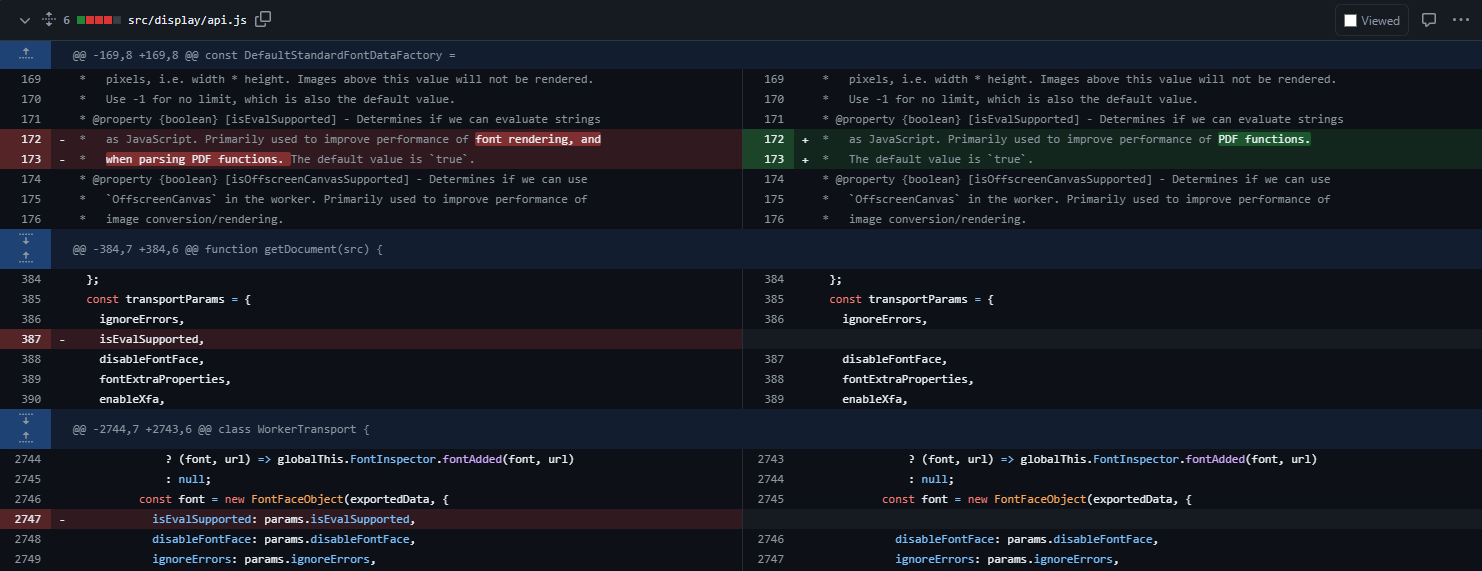 6 src/display/api.js Viewed
@@ -169,8 +169,8 @@ const DefaultStandardFontDataFactory =
169 * pixels, i.e. width * height. Images above this value will not be rendered. 169 * pixels, i.e. width * height. Images above this value will not be rendered.
170 * Use -1 for no limit, which is also the default value. 170 * Use -1 for no limit, which is also the default value.
171 * @property {boolean} [isEvalSupported] - Determines if we can evaluate strings 171 * @property {boolean} [isEvalSupported] - Determines if we can evaluate strings
172 - * as JavaScript. Primarily used to improve performance of font rendering, and 172 + * as JavaScript. Primarily used to improve performance of PDF functions.
173 - * when parsing PDF functions. The default value is `true`. 173 + * The default value is `true`.
174 * @property {boolean} [isOffscreenCanvasSupported] - Determines if we can use 174 * @property {boolean} [isOffscreenCanvasSupported] - Determines if we can use
175 * `OffscreenCanvas` in the worker. Primarily used to improve performance of 175 * `OffscreenCanvas` in the worker. Primarily used to improve performance of
176 * image conversion/rendering. 176 * image conversion/rendering.
@@ -384,7 +384,6 @@ function getDocument(src) {
384 }; 384 };
385 const transportParams = { 385 const transportParams = {
386 ignoreErrors, 386 ignoreErrors,
387 - isEvalSupported,
388 disableFontFace, 387 disableFontFace,
389 fontExtraProperties, 388 fontExtraProperties,
390 enableXfa, 389 enableXfa,
@@ -2744,7 +2743,6 @@ class WorkerTransport {
2744 ? (font, url) => globalThis.FontInspector.fontAdded(font, url) 2743 ? (font, url) => globalThis.FontInspector.fontAdded(font, url)
2745 : null; 2744 : null;
2746 const font = new FontFaceObject(exportedData, { 2745 const font = new FontFaceObject(exportedData, {
2747 - isEvalSupported: params.isEvalSupported,
2748 disableFontFace: params.disableFontFace, 2746 disableFontFace: params.disableFontFace,
2749 ignoreErrors: params.ignoreErrors, 2747 ignoreErrors: params.ignoreErrors,